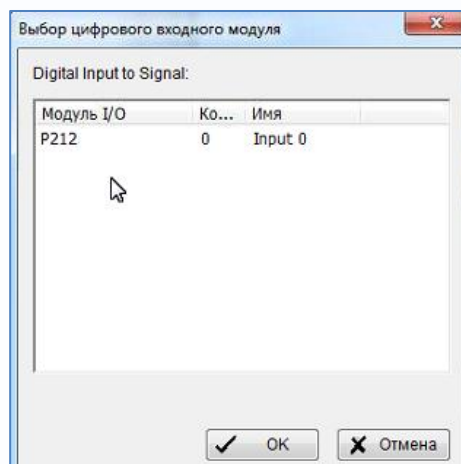 Выбор цифрового входного модуля
Digital Input to Signal:
Модуль I/O Ко... Имя
P212 0 Input 0
OK Отмена